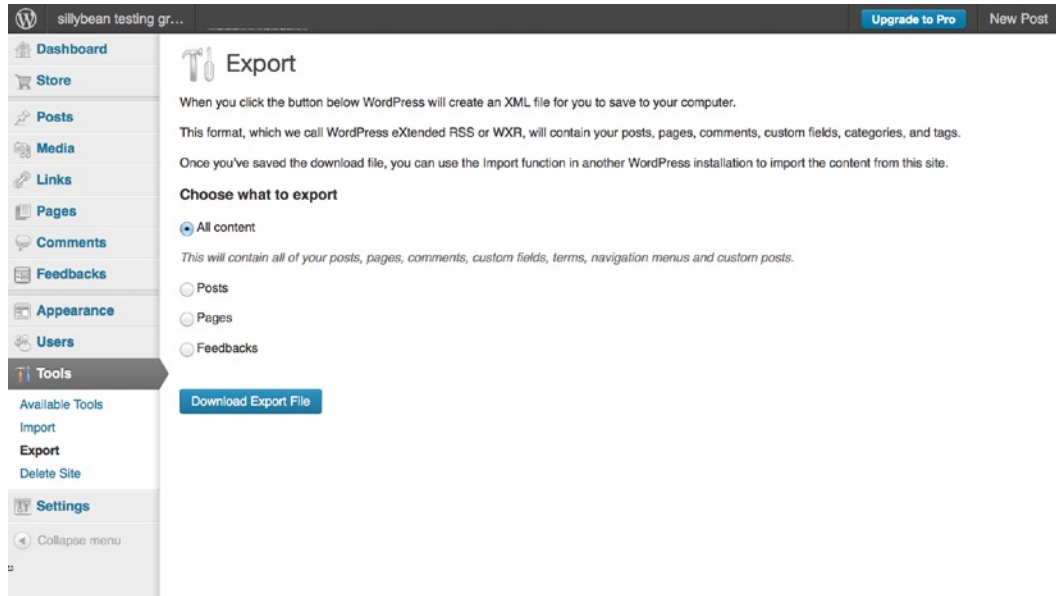 sillybean testing gr...
Upgrade to Pro
New Post
Dashboard
Store
Posts
Media
Links
Pages
Comments
Feedbacks
Appearance
Users
Tools
Available Tools
Import
Export
Delete Site
Settings
Collapse menu
Export
When you click the button below WordPress will create an XML file for you to save to your computer.
This format, which we call WordPress eXtended RSS or WXR, will contain your posts, pages, comments, custom fields, categories, and tags.
Once you've saved the download file, you can use the Import function in another WordPress installation to import the content from this site.
Choose what to export
All content
This will contain all of your posts, pages, comments, custom fields, terms, navigation menus and custom posts.
Posts
Pages
Feedbacks
Download Export File